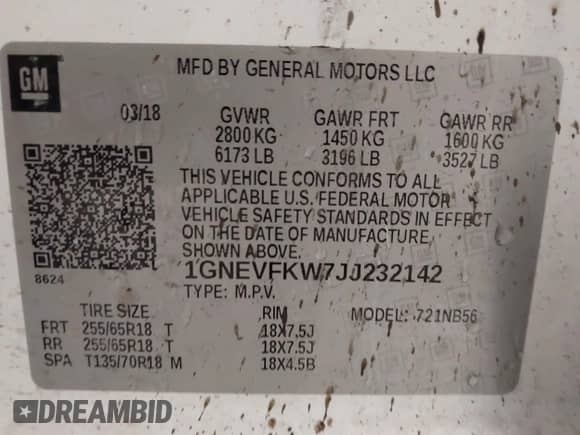 GM
MFD BY GENERAL MOTORS LLC
03/18 GVWR GAWR FRT GAWR RR
2800 KG 1450 KG 1600 KG
6173 LB 3196 LB 3527 LB
THIS VEHICLE CONFORMS TO ALL
APPLICABLE U.S. FEDERAL MOTOR
VEHICLE SAFETY STANDARDS IN EFFECT
ON THE DATE OF MANUFACTURE
SHOWN ABOVE.
8624 1GNEVFKW7JJ232142
TYPE: M.P.V.
TIRE SIZE RIM MODEL: 721NB56
FRT 255/65R18 T 18X7.5J
RR 255/65R18 T 18X7.5J
SPA T135/70R18 M 18X4.5B
DREAMBID